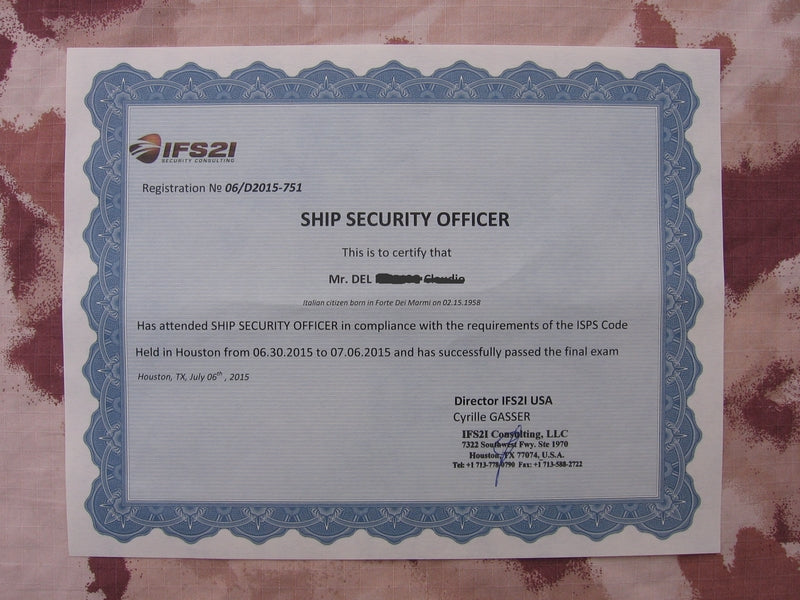 IFS2I
SECURITY CONSULTING
Registration № 06/D2015-751
SHIP SECURITY OFFICER
This is to certify that
Mr. DEL Claudio
Italian citizen born in Forte Dei Marmi on 02.15.1958
Has attended SHIP SECURITY OFFICER in compliance with the requirements of the ISPS Code
Held in Houston from 06.30.2015 to 07.06.2015 and has successfully passed the final exam
Houston, TX, July 06th , 2015
Director IFS2I USA
Cyrille GASSER
IFS2I Consulting, LLC
7322 Southwest Fwy. Ste 1970
Houston, TX 77074, U.S.A.
Tel: +1 713-778-0790 Fax: +1 713-588-2722